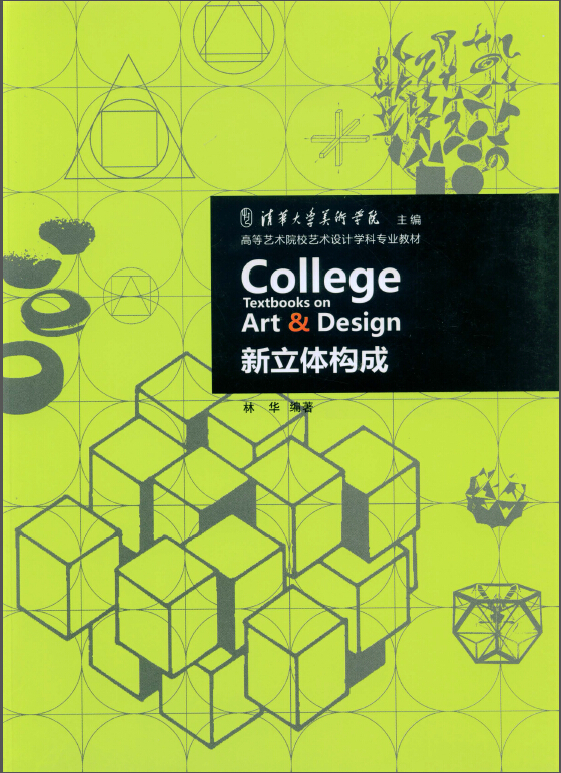 清华大学美术学院 主编
高等艺术院校艺术设计学科专业教材
College
Textbooks on
Art & Design
新立体构成
林 华 编著